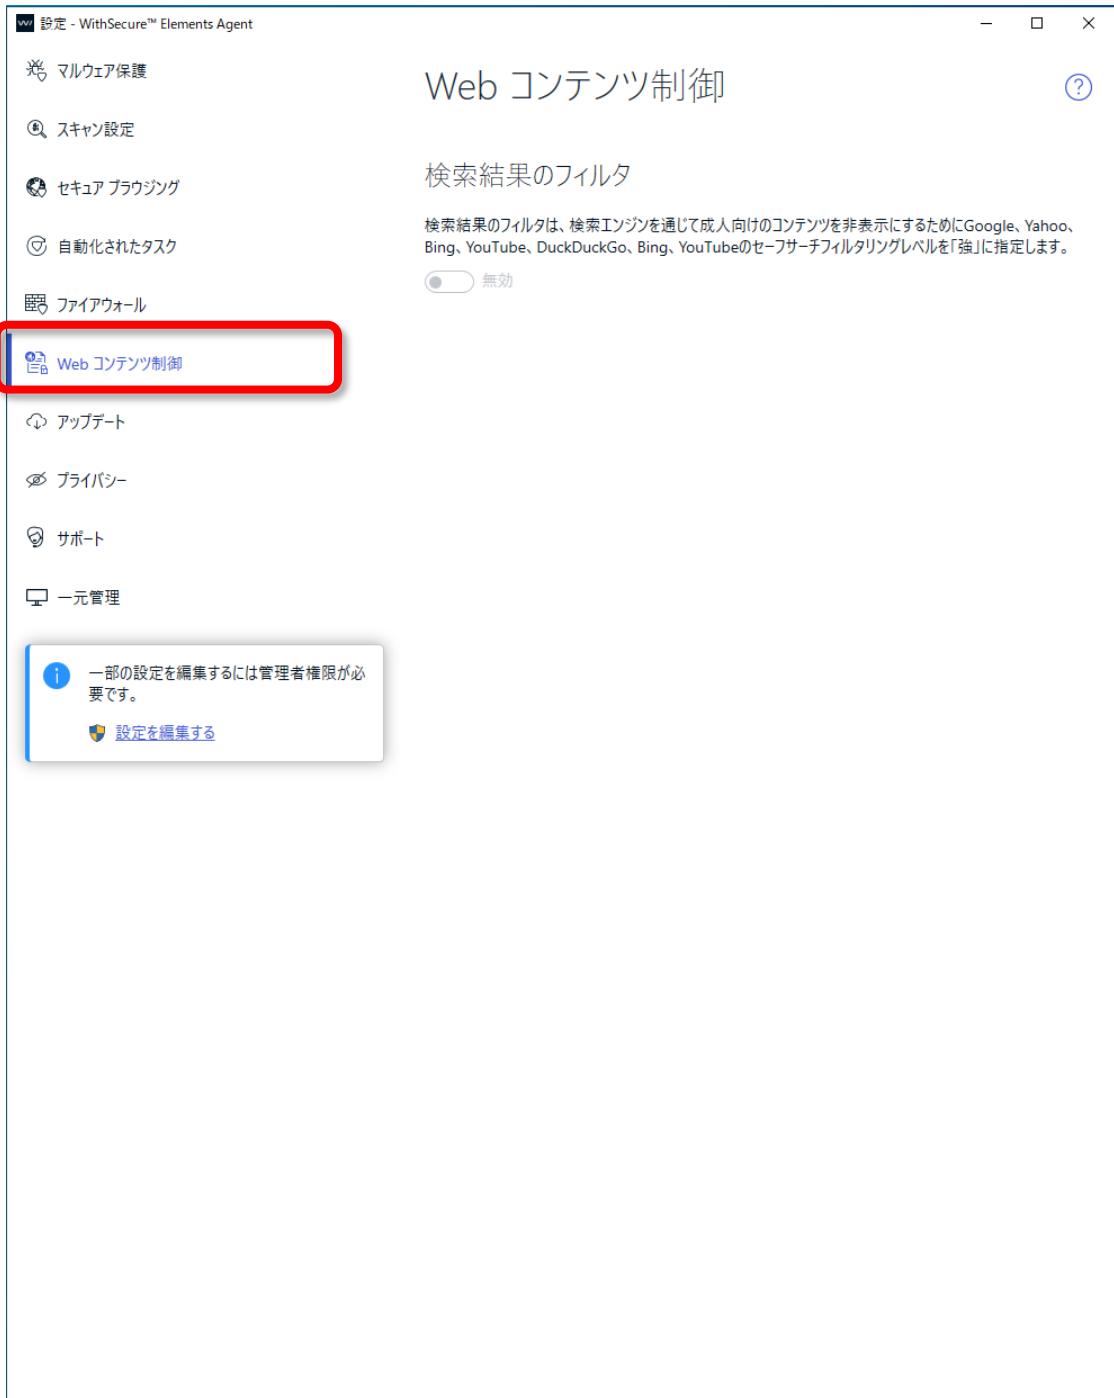 設定 - WithSecure™ Elements Agent
マルウェア保護
スキャン設定
セキュア ブラウジング
自動化されたタスク
ファイアウォール
Web コンテンツ制御
アップデート
プライバシー
サポート
一元管理
一部の設定を編集するには管理者権限が必
要です。
設定を編集する
Web コンテンツ制御
?
検索結果のフィルタ
検索結果のフィルタは、検索エンジンを通じて成人向けのコンテンツを非表示にするためにGoogle、Yahoo、
Bing、YouTube、DuckDuckGo、Bing、YouTubeのセーフサーチフィルタリングレベルを「強」に指定します。
無効